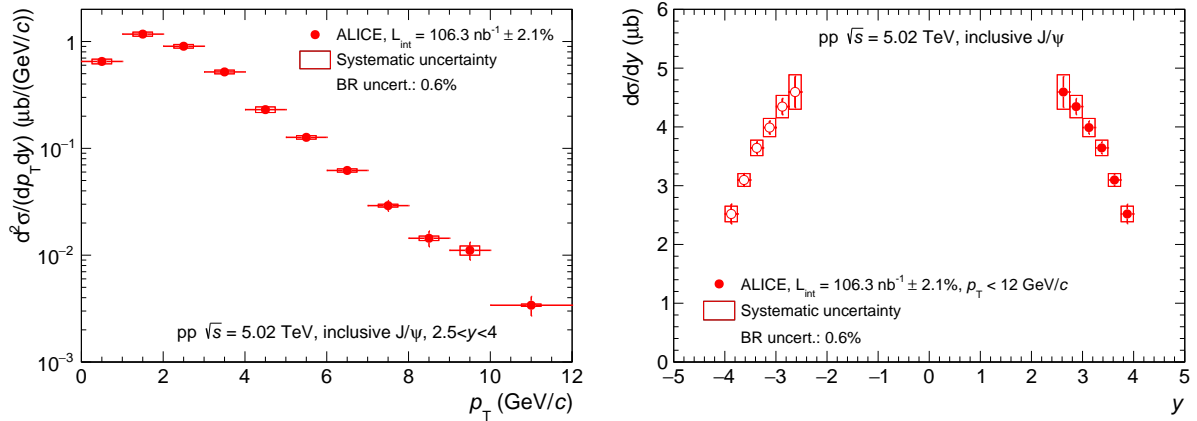 d²σ/(dp_T dy) (μb/(GeV/c))
1
10⁻¹
10⁻²
10⁻³
ALICE, L_int = 106.3 nb⁻¹ ± 2.1%
Systematic uncertainty
BR uncert.: 0.6%
pp √s = 5.02 TeV, inclusive J/ψ, 2.5<y<4
0 2 4 6 8 10 12
p_T (GeV/c)
dσ/dy (μb)
6
5
4
3
2
1
0
pp √s = 5.02 TeV, inclusive J/ψ
ALICE, L_int = 106.3 nb⁻¹ ± 2.1%, p_T < 12 GeV/c
Systematic uncertainty
BR uncert.: 0.6%
−5 −4 −3 −2 −1 0 1 2 3 4 5
y